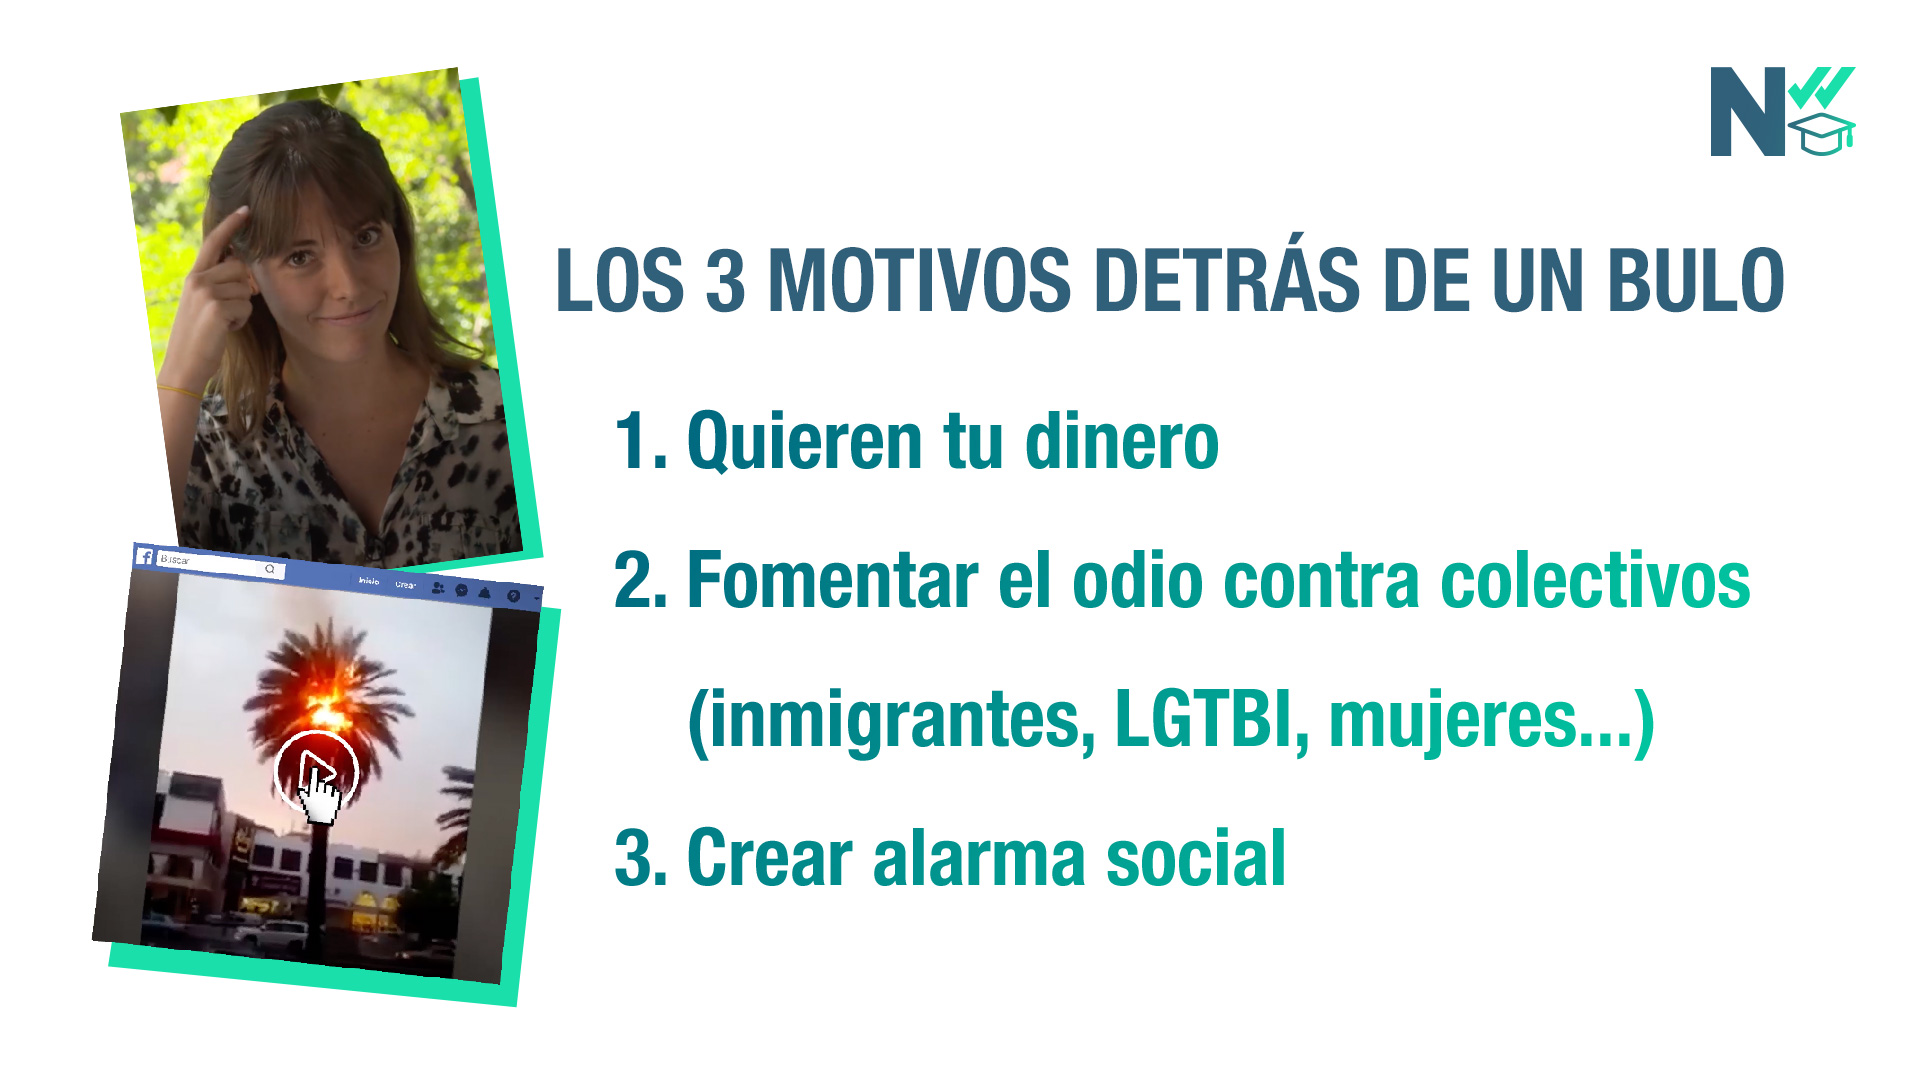 N
LOS 3 MOTIVOS DETRÁS DE UN BULO
1. Quieren tu dinero
2. Fomentar el odio contra colectivos
(inmigrantes, LGTBI, mujeres...)
3. Crear alarma social
f Buscar Inicio Crear ?